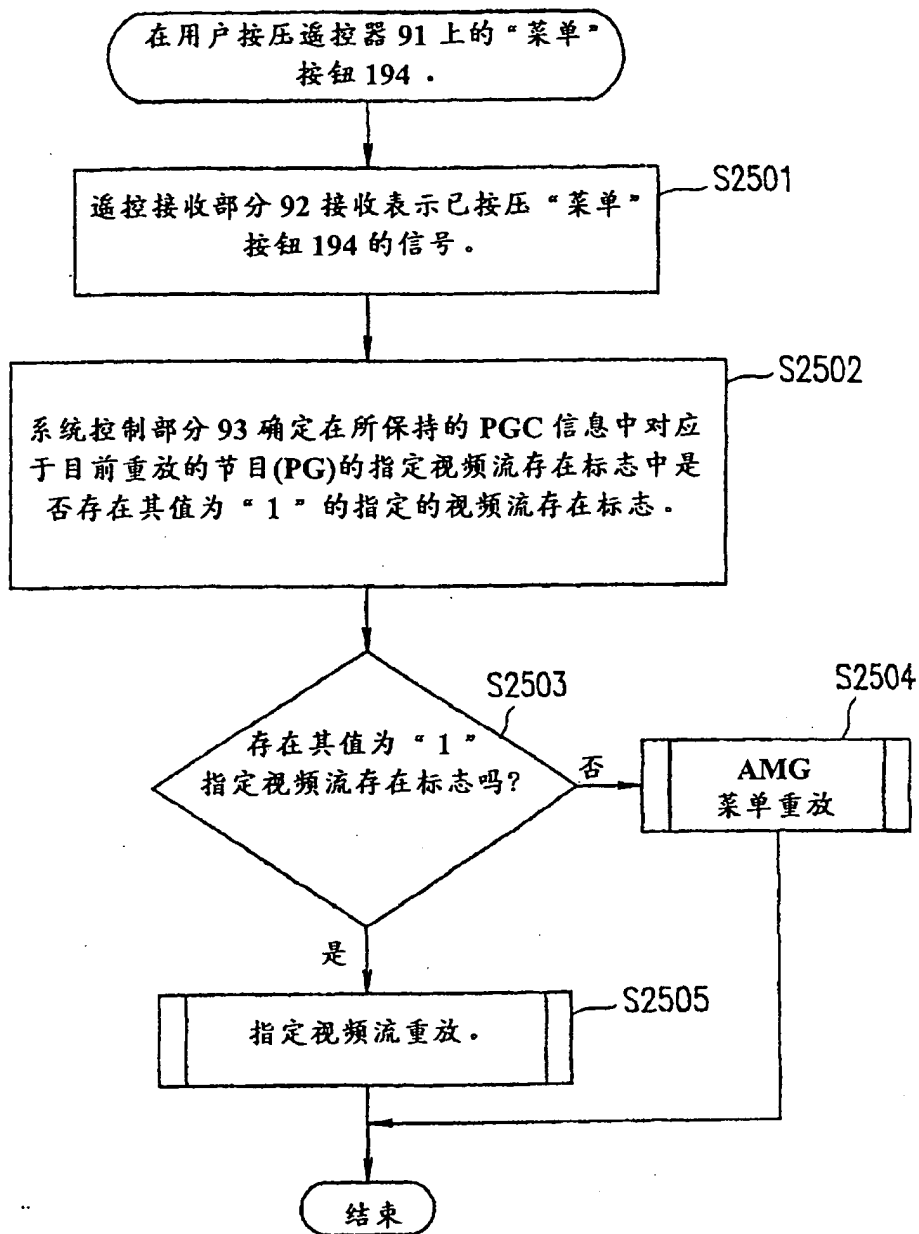 在用户按压遥控器 91 上的“菜单”
按钮 194 。
S2501
遥控接收部分 92 接收表示已按压“菜单”
按钮 194 的信号。
S2502
系统控制部分 93 确定在所保持的 PGC 信息中对应
于目前重放的节目(PG)的指定视频流存在标志中是
否存在其值为“1”的指定的视频流存在标志。
S2503
存在其值为“1”
指定视频流存在标志吗?
否
S2504
AMG
菜单重放
是
S2505
指定视频流重放。
结束